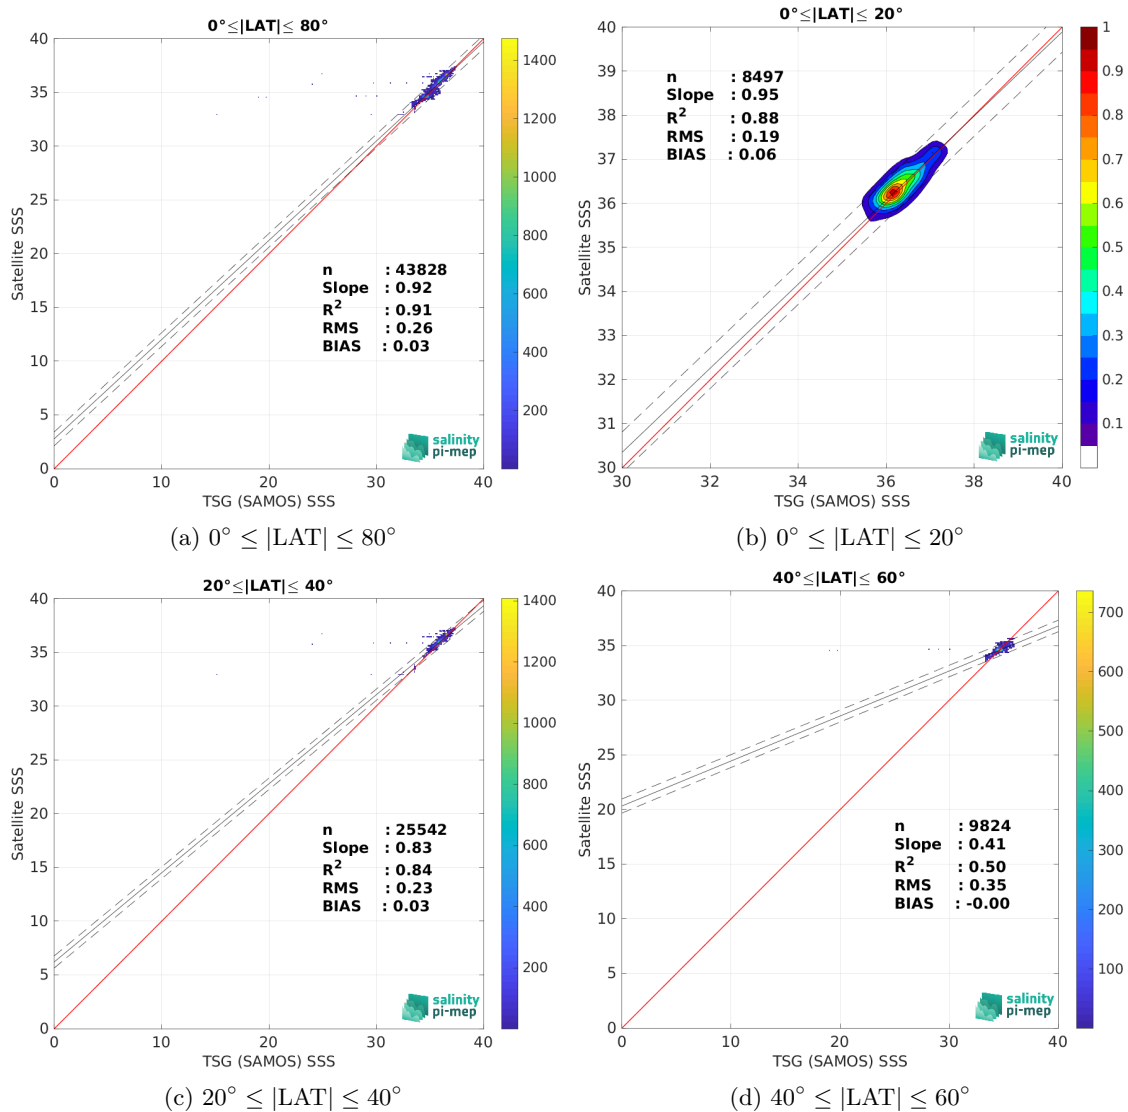 0°≤|LAT|≤ 80°
40
35
30
25
20
15
10
5
0
Satellite SSS
n : 43828
Slope : 0.92
R² : 0.91
RMS : 0.26
BIAS : 0.03
salinity
pi-mep
0 10 20 30 40
TSG (SAMOS) SSS
1400
1200
1000
800
600
400
200
(a) 0° ≤ |LAT| ≤ 80°
0°≤|LAT|≤ 20°
40
39
38
37
36
35
34
33
32
31
30
Satellite SSS
n : 8497
Slope : 0.95
R² : 0.88
RMS : 0.19
BIAS : 0.06
salinity
pi-mep
30 32 34 36 38 40
TSG (SAMOS) SSS
1
0.9
0.8
0.7
0.6
0.5
0.4
0.3
0.2
0.1
(b) 0° ≤ |LAT| ≤ 20°
20°≤|LAT|≤ 40°
40
35
30
25
20
15
10
5
0
Satellite SSS
n : 25542
Slope : 0.83
R² : 0.84
RMS : 0.23
BIAS : 0.03
salinity
pi-mep
0 10 20 30 40
TSG (SAMOS) SSS
1400
1200
1000
800
600
400
200
(c) 20° ≤ |LAT| ≤ 40°
40°≤|LAT|≤ 60°
40
35
30
25
20
15
10
5
0
Satellite SSS
n : 9824
Slope : 0.41
R² : 0.50
RMS : 0.35
BIAS : -0.00
salinity
pi-mep
0 10 20 30 40
TSG (SAMOS) SSS
700
600
500
400
300
200
100
(d) 40° ≤ |LAT| ≤ 60°